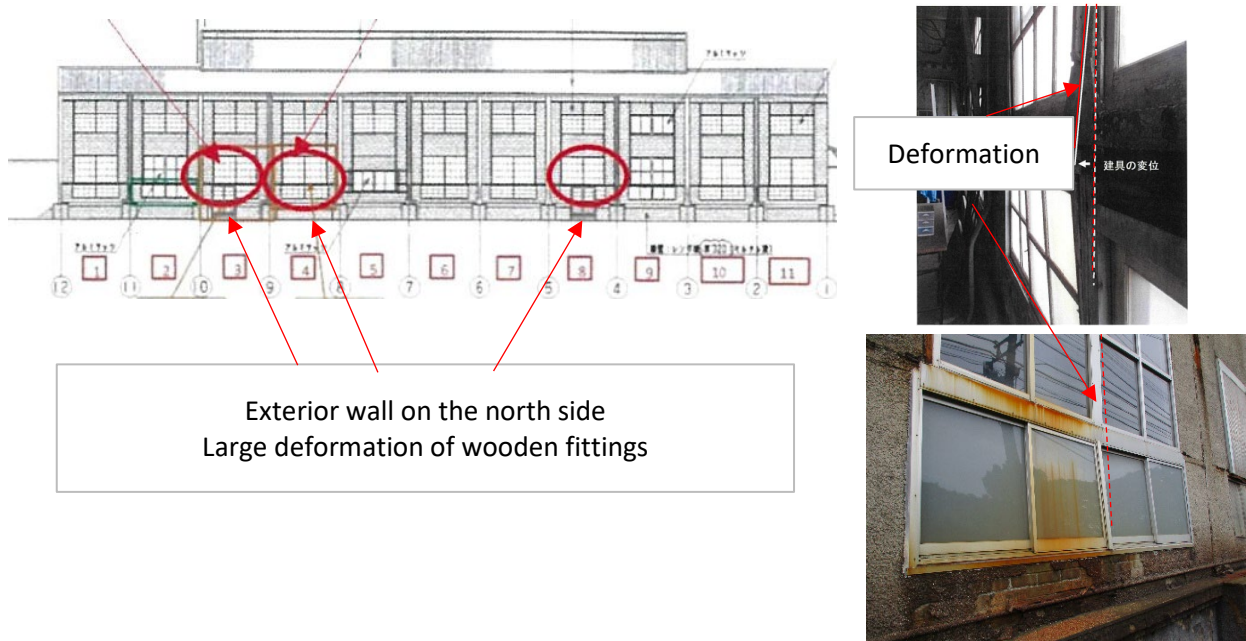 アルミサッシ
アルミサッシ
アルミサッシ
1 2 3 4 5 6 7 8 9 10 11
12 11 10 9 8 7 6 5 4 3 2 1
Exterior wall on the north side
Large deformation of wooden fittings
Deformation
建具の変位